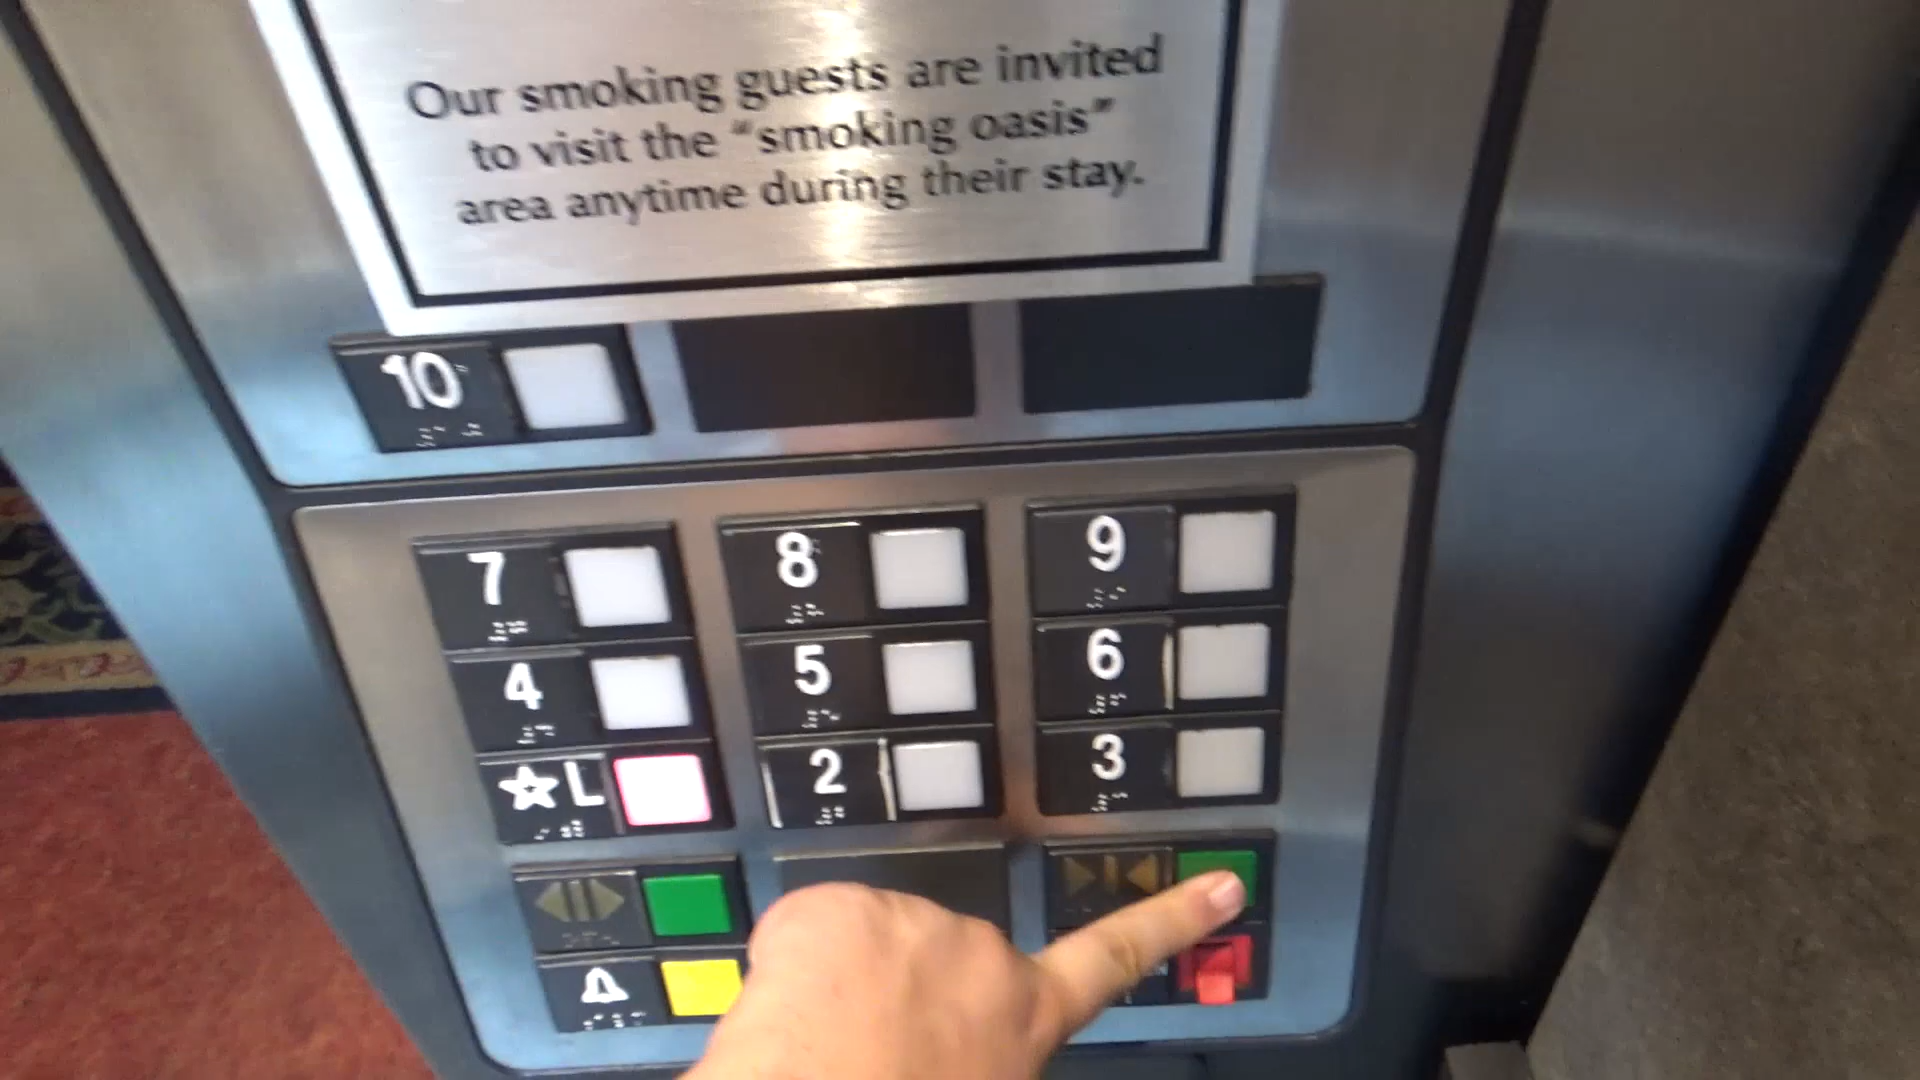 Our smoking guests are invited
to visit the "smoking oasis"
area anytime during their stay.
10
7 8 9
4 5 6
☆L 2 3